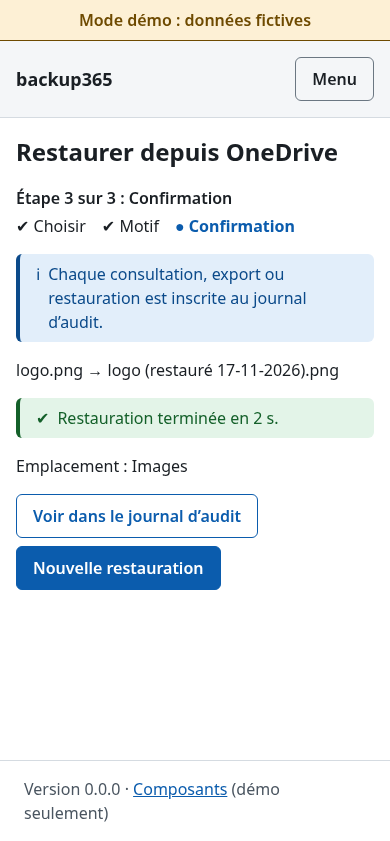 Mode démo : données fictives
backup365
Menu
Restaurer depuis OneDrive
Étape 3 sur 3 : Confirmation
✔ Choisir ✔ Motif ● Confirmation
i Chaque consultation, export ou
restauration est inscrite au journal
d’audit.
logo.png → logo (restauré 17-11-2026).png
✔ Restauration terminée en 2 s.
Emplacement : Images
Voir dans le journal d’audit
Nouvelle restauration
Version 0.0.0 · Composants (démo
seulement)